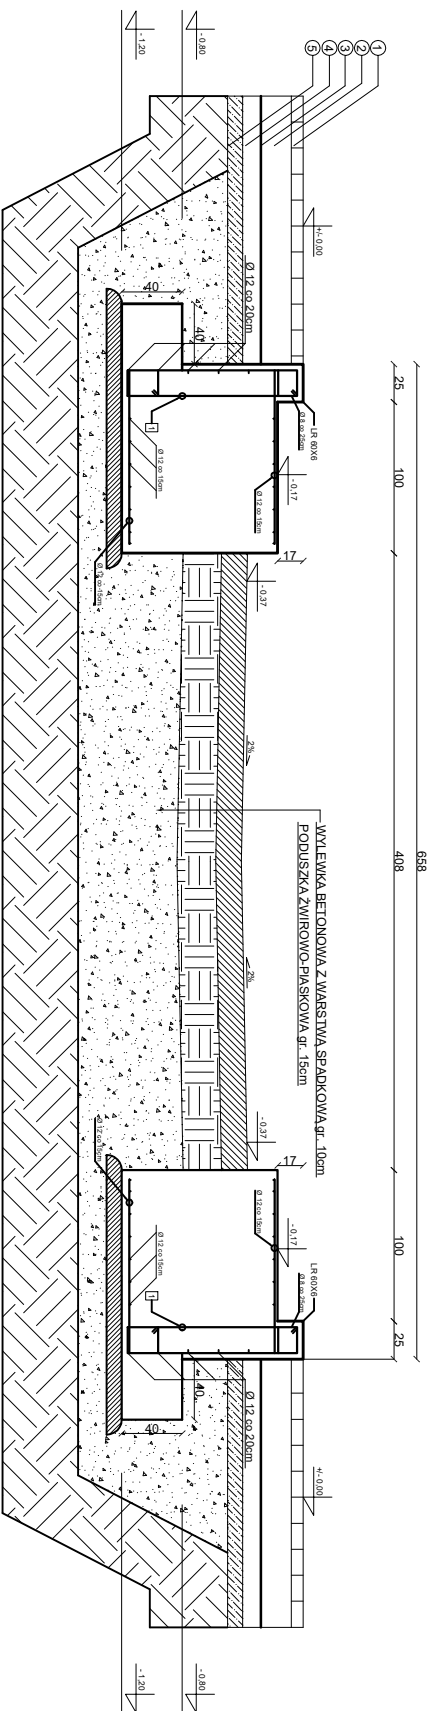 658
25
100
408
100
25
1
2
3
4
5
+/- 0,00
+/- 0,00
LR 60X6
Ø 8 co 25cm
LR 60X6
Ø 8 co 25cm
- 0,17
- 0,17
17
17
Ø 12 co 15cm
Ø 12 co 15cm
- 0,37
- 0,37
2%
2%
WYLEWKA BETONOWA Z WARSTWĄ SPADKOWĄ gr. 10cm
PODUSZKA ŻWIROWO-PIASKOWA gr. 15cm
Ø 12 co 20cm
Ø 12 co 20cm
40
40
40
40
1
1
Ø 12 co 15cm
Ø 12 co 15cm
Ø 12 co 15cm
Ø 12 co 15cm
- 0,80
- 0,80
- 1,20
- 1,20